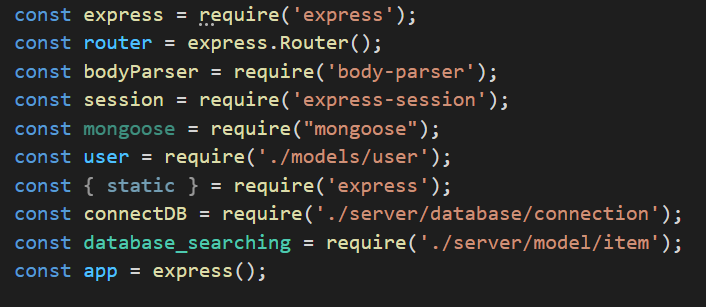 const express = require('express');
const router = express.Router();
const bodyParser = require('body-parser');
const session = require('express-session');
const mongoose = require("mongoose");
const user = require('./models/user');
const { static } = require('express');
const connectDB = require('./server/database/connection');
const database_searching = require('./server/model/item');
const app = express();